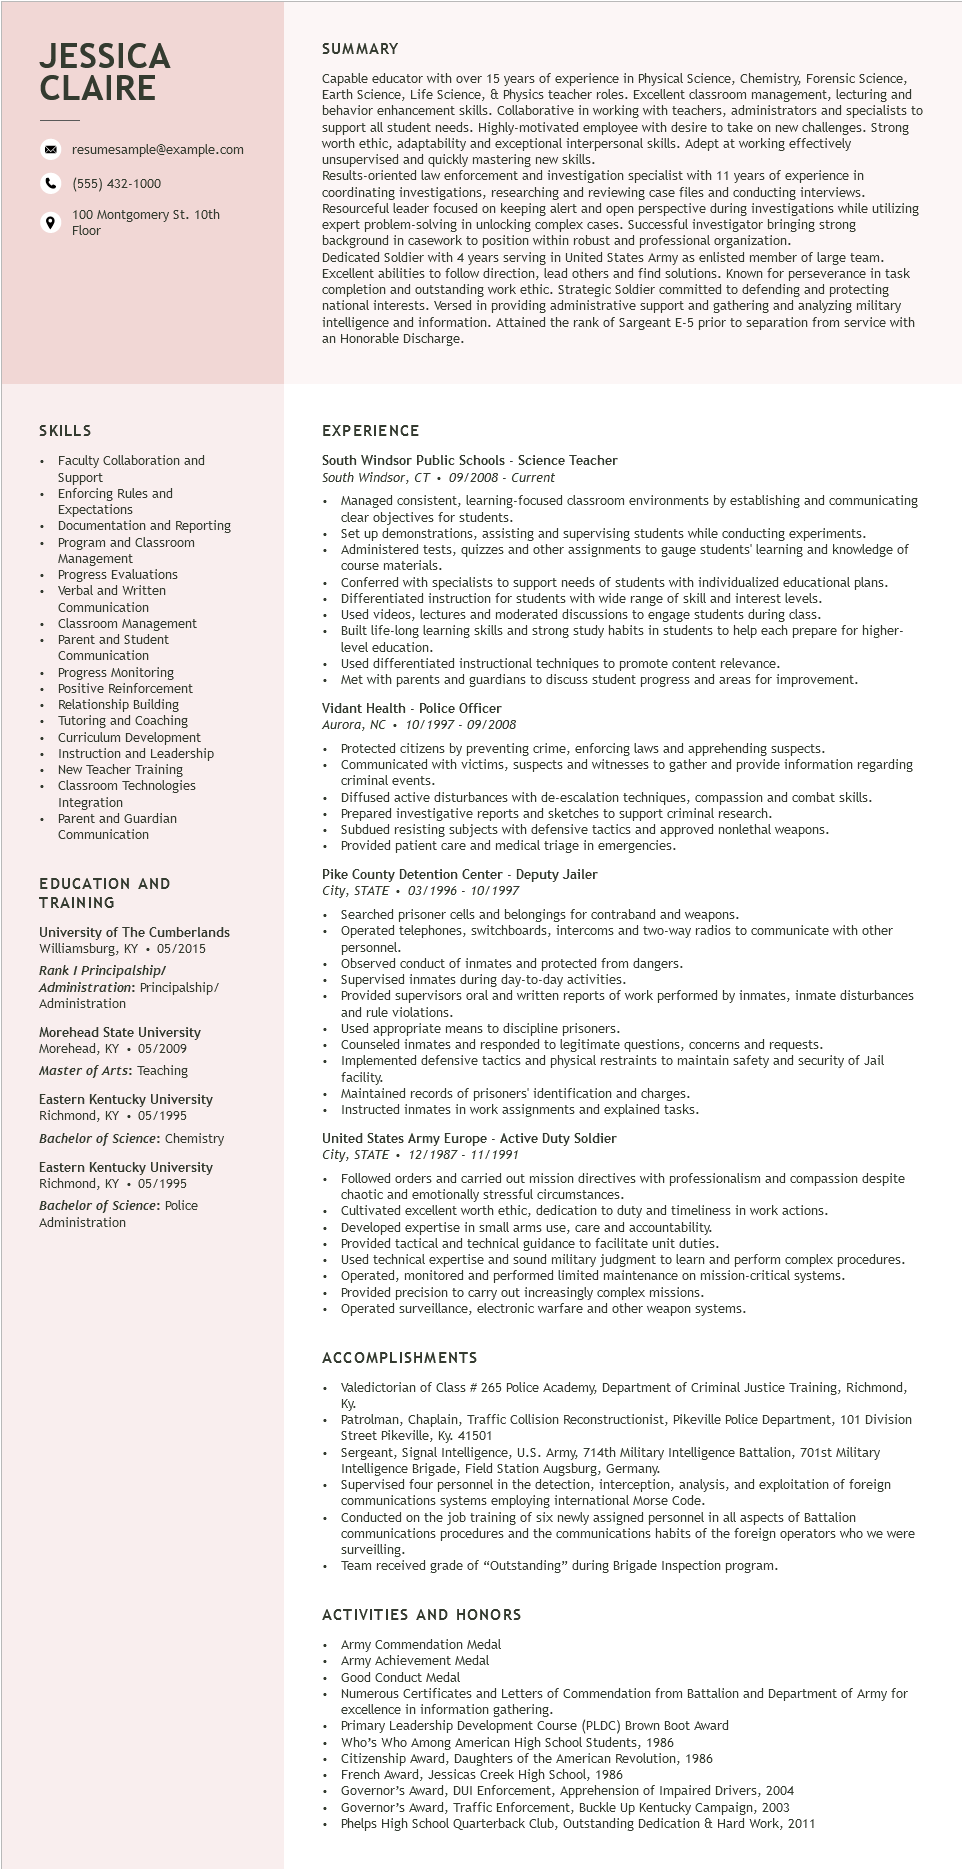 JESSICA
CLAIRE
resumesample@example.com
(555) 432-1000
100 Montgomery St. 10th
Floor
SUMMARY
Capable educator with over 15 years of experience in Physical Science, Chemistry, Forensic Science,
Earth Science, Life Science, & Physics teacher roles. Excellent classroom management, lecturing and
behavior enhancement skills. Collaborative in working with teachers, administrators and specialists to
support all student needs. Highly-motivated employee with desire to take on new challenges. Strong
worth ethic, adaptability and exceptional interpersonal skills. Adept at working effectively
unsupervised and quickly mastering new skills.
Results-oriented law enforcement and investigation specialist with 11 years of experience in
coordinating investigations, researching and reviewing case files and conducting interviews.
Resourceful leader focused on keeping alert and open perspective during investigations while utilizing
expert problem-solving in unlocking complex cases. Successful investigator bringing strong
background in casework to position within robust and professional organization.
Dedicated Soldier with 4 years serving in United States Army as enlisted member of large team.
Excellent abilities to follow direction, lead others and find solutions. Known for perseverance in task
completion and outstanding work ethic. Strategic Soldier committed to defending and protecting
national interests. Versed in providing administrative support and gathering and analyzing military
intelligence and information. Attained the rank of Sargeant E-5 prior to separation from service with
an Honorable Discharge.
SKILLS
• Faculty Collaboration and
Support
• Enforcing Rules and
Expectations
• Documentation and Reporting
• Program and Classroom
Management
• Progress Evaluations
• Verbal and Written
Communication
• Classroom Management
• Parent and Student
Communication
• Progress Monitoring
• Positive Reinforcement
• Relationship Building
• Tutoring and Coaching
• Curriculum Development
• Instruction and Leadership
• New Teacher Training
• Classroom Technologies
Integration
• Parent and Guardian
Communication
EDUCATION AND
TRAINING
University of The Cumberlands
Williamsburg, KY • 05/2015
Rank I Principalship/
Administration: Principalship/
Administration
Morehead State University
Morehead, KY • 05/2009
Master of Arts: Teaching
Eastern Kentucky University
Richmond, KY • 05/1995
Bachelor of Science: Chemistry
Eastern Kentucky University
Richmond, KY • 05/1995
Bachelor of Science: Police
Administration
EXPERIENCE
South Windsor Public Schools - Science Teacher
South Windsor, CT • 09/2008 - Current
• Managed consistent, learning-focused classroom environments by establishing and communicating
clear objectives for students.
• Set up demonstrations, assisting and supervising students while conducting experiments.
• Administered tests, quizzes and other assignments to gauge students' learning and knowledge of
course materials.
• Conferred with specialists to support needs of students with individualized educational plans.
• Differentiated instruction for students with wide range of skill and interest levels.
• Used videos, lectures and moderated discussions to engage students during class.
• Built life-long learning skills and strong study habits in students to help each prepare for higher-
level education.
• Used differentiated instructional techniques to promote content relevance.
• Met with parents and guardians to discuss student progress and areas for improvement.
Vidant Health - Police Officer
Aurora, NC • 10/1997 - 09/2008
• Protected citizens by preventing crime, enforcing laws and apprehending suspects.
• Communicated with victims, suspects and witnesses to gather and provide information regarding
criminal events.
• Diffused active disturbances with de-escalation techniques, compassion and combat skills.
• Prepared investigative reports and sketches to support criminal research.
• Subdued resisting subjects with defensive tactics and approved nonlethal weapons.
• Provided patient care and medical triage in emergencies.
Pike County Detention Center - Deputy Jailer
City, STATE • 03/1996 - 10/1997
• Searched prisoner cells and belongings for contraband and weapons.
• Operated telephones, switchboards, intercoms and two-way radios to communicate with other
personnel.
• Observed conduct of inmates and protected from dangers.
• Supervised inmates during day-to-day activities.
• Provided supervisors oral and written reports of work performed by inmates, inmate disturbances
and rule violations.
• Used appropriate means to discipline prisoners.
• Counseled inmates and responded to legitimate questions, concerns and requests.
• Implemented defensive tactics and physical restraints to maintain safety and security of Jail
facility.
• Maintained records of prisoners' identification and charges.
• Instructed inmates in work assignments and explained tasks.
United States Army Europe - Active Duty Soldier
City, STATE • 12/1987 - 11/1991
• Followed orders and carried out mission directives with professionalism and compassion despite
chaotic and emotionally stressful circumstances.
• Cultivated excellent worth ethic, dedication to duty and timeliness in work actions.
• Developed expertise in small arms use, care and accountability.
• Provided tactical and technical guidance to facilitate unit duties.
• Used technical expertise and sound military judgment to learn and perform complex procedures.
• Operated, monitored and performed limited maintenance on mission-critical systems.
• Provided precision to carry out increasingly complex missions.
• Operated surveillance, electronic warfare and other weapon systems.
ACCOMPLISHMENTS
• Valedictorian of Class # 265 Police Academy, Department of Criminal Justice Training, Richmond,
Ky.
• Patrolman, Chaplain, Traffic Collision Reconstructionist, Pikeville Police Department, 101 Division
Street Pikeville, Ky. 41501
• Sergeant, Signal Intelligence, U.S. Army, 714th Military Intelligence Battalion, 701st Military
Intelligence Brigade, Field Station Augsburg, Germany.
• Supervised four personnel in the detection, interception, analysis, and exploitation of foreign
communications systems employing international Morse Code.
• Conducted on the job training of six newly assigned personnel in all aspects of Battalion
communications procedures and the communications habits of the foreign operators who we were
surveilling.
• Team received grade of “Outstanding” during Brigade Inspection program.
ACTIVITIES AND HONORS
• Army Commendation Medal
• Army Achievement Medal
• Good Conduct Medal
• Numerous Certificates and Letters of Commendation from Battalion and Department of Army for
excellence in information gathering.
• Primary Leadership Development Course (PLDC) Brown Boot Award
• Who’s Who Among American High School Students, 1986
• Citizenship Award, Daughters of the American Revolution, 1986
• French Award, Jessicas Creek High School, 1986
• Governor’s Award, DUI Enforcement, Apprehension of Impaired Drivers, 2004
• Governor’s Award, Traffic Enforcement, Buckle Up Kentucky Campaign, 2003
• Phelps High School Quarterback Club, Outstanding Dedication & Hard Work, 2011